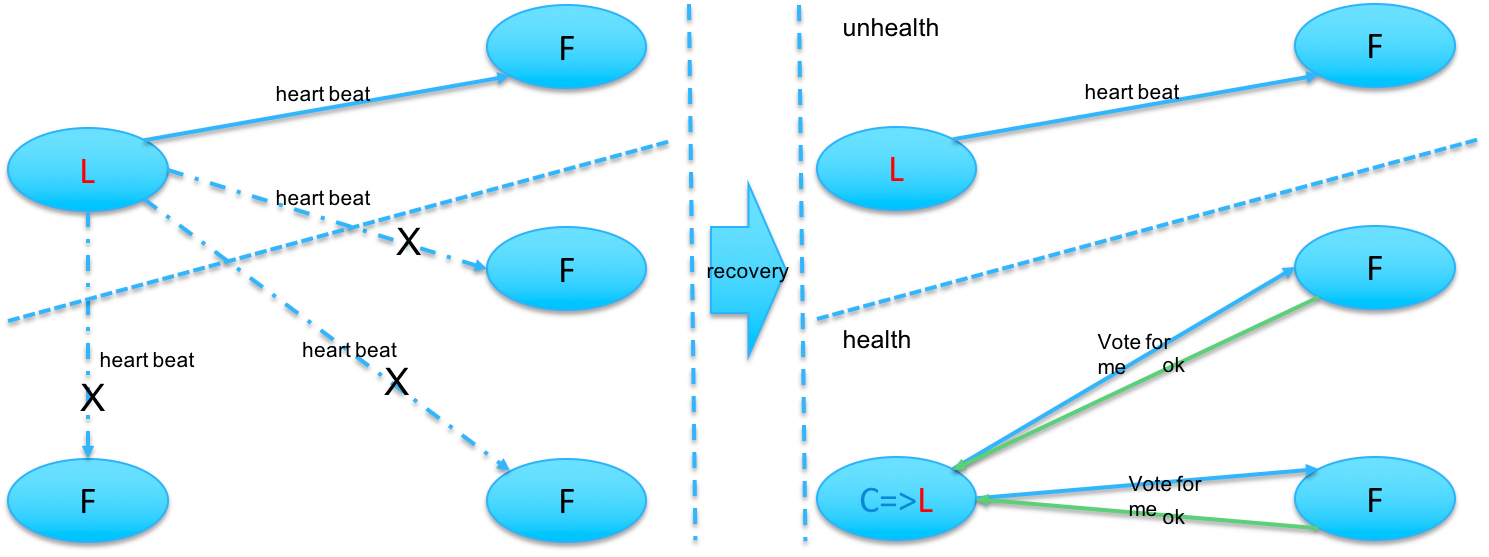 F
heart beat
L
heart beat
X
F
heart beat
heart beat
X
X
F
F
recovery
unhealth
F
heart beat
L
F
health
Vote for
me
ok
C=>L
F
Vote for
me
ok